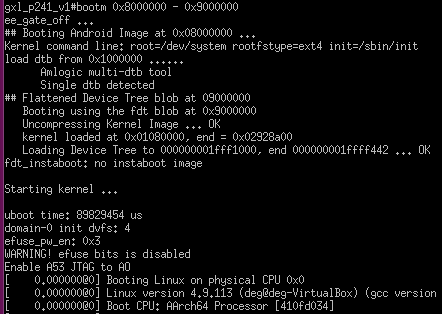 gxl_p241_v1#bootm 0x8000000 - 0x9000000
ee_gate_off ...
## Booting Android Image at 0x08000000 ...
Kernel command line: root=/dev/system rootfstype=ext4 init=/sbin/init
load dtb from 0x1000000 ......
Amlogic multi-dtb tool
Single dtb detected
## Flattened Device Tree blob at 09000000
Booting using the fdt blob at 0x9000000
Uncompressing Kernel Image ... OK
kernel loaded at 0x01080000, end = 0x02928a00
Loading Device Tree to 000000001fff1000, end 000000001ffff442 ... OK
fdt_instaboot: no instaboot image
Starting kernel ...
uboot time: 89829454 us
domain-0 init dvfs: 4
efuse_pw_en: 0x3
WARNING! efuse bits is disabled
Enable A53 JTAG to AO
[    0.000000@0] Booting Linux on physical CPU 0x0
[    0.000000@0] Linux version 4.9.113 (deg@deg-VirtualBox) (gcc version
[    0.000000@0] Boot CPU: AArch64 Processor [410fd034]